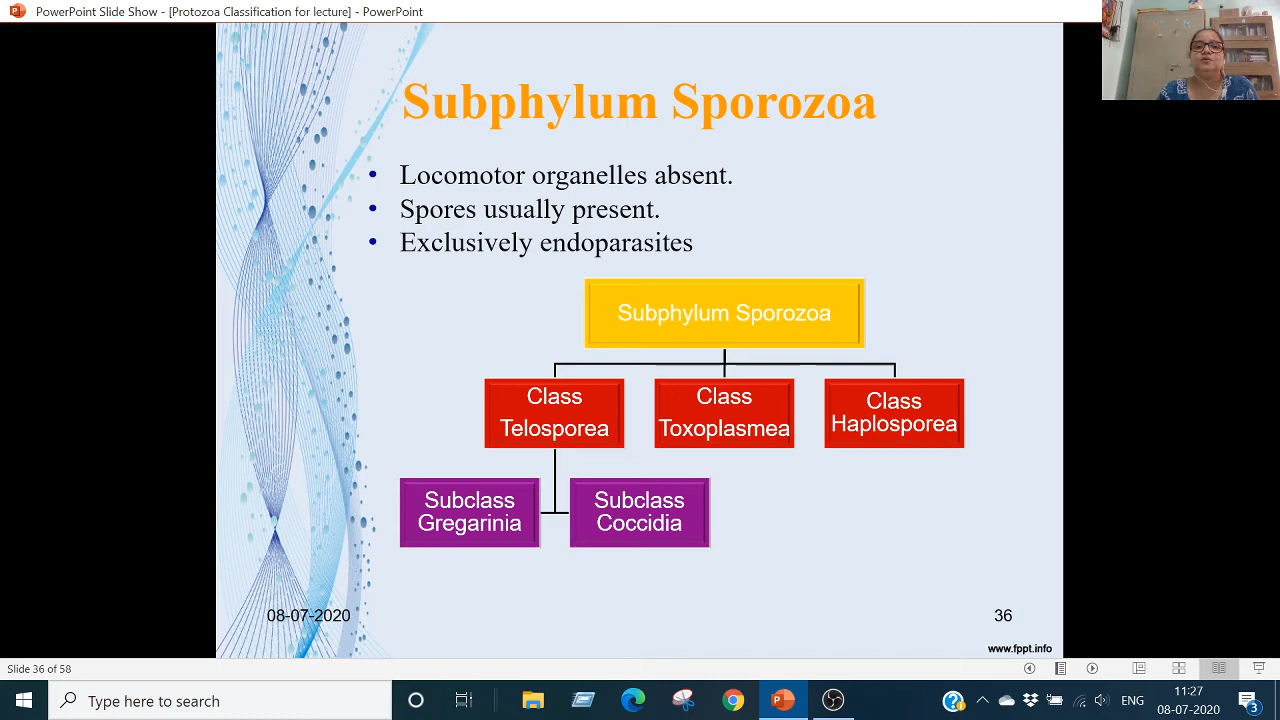 PowerPoint Slide Show - [Protozoa Classification for lecture] - PowerPoint
Subphylum Sporozoa
• Locomotor organelles absent.
• Spores usually present.
• Exclusively endoparasites
Subphylum Sporozoa
Class
Telosporea
Class
Toxoplasmea
Class
Haplosporea
Subclass
Gregarinia
Subclass
Coccidia
08-07-2020
36
www.fppt.info
Slide 36 of 58
Type here to search
ENG
11:27
08-07-2020
3